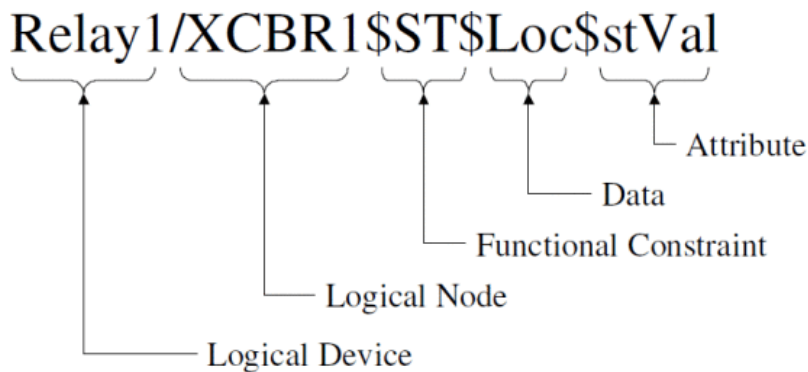 Relay1/XCBR1$ST$Loc$stVal
Attribute
Data
Functional Constraint
Logical Node
Logical Device